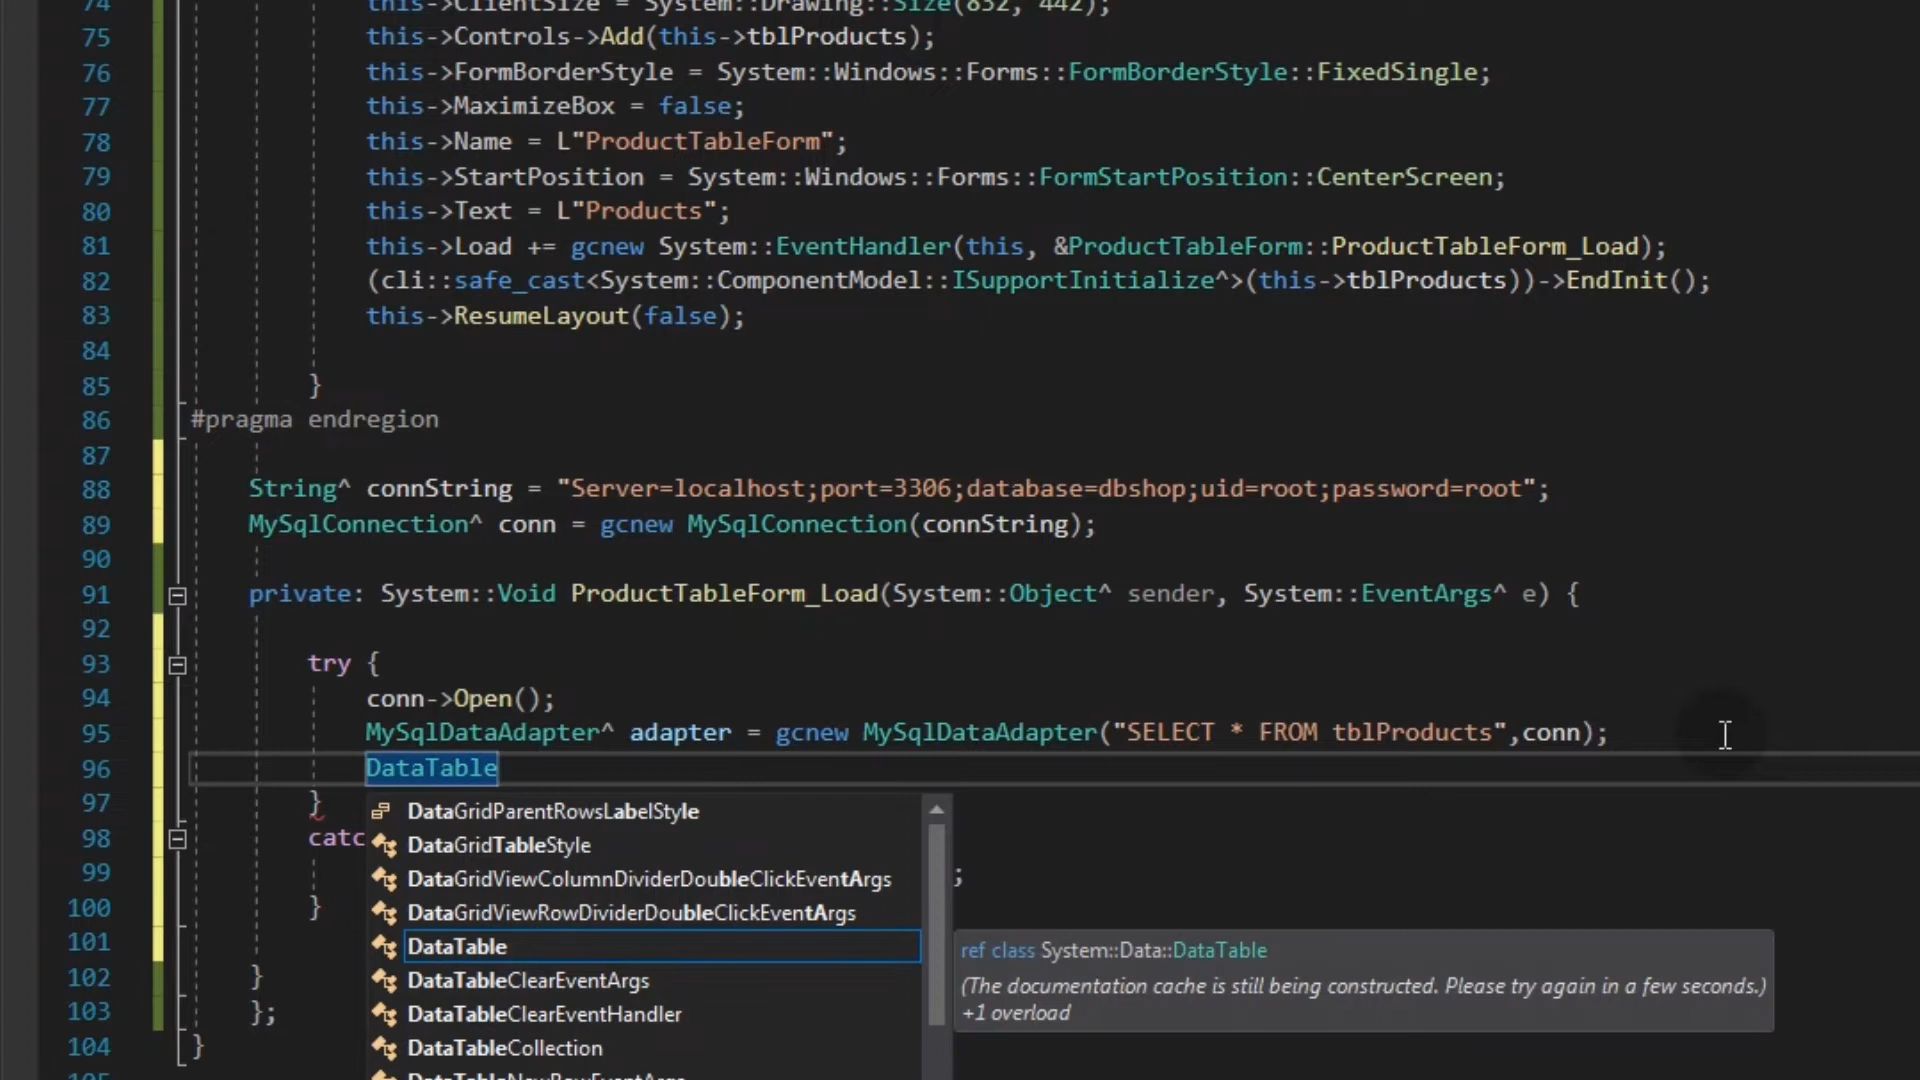 74 this->ClientSize = System::Drawing::Size(832, 442);
75 this->Controls->Add(this->tblProducts);
76 this->FormBorderStyle = System::Windows::Forms::FormBorderStyle::FixedSingle;
77 this->MaximizeBox = false;
78 this->Name = L"ProductTableForm";
79 this->StartPosition = System::Windows::Forms::FormStartPosition::CenterScreen;
80 this->Text = L"Products";
81 this->Load += gcnew System::EventHandler(this, &ProductTableForm::ProductTableForm_Load);
82 (cli::safe_cast<System::ComponentModel::ISupportInitialize^>(this->tblProducts))->EndInit();
83 this->ResumeLayout(false);
84
85 }
86 #pragma endregion
87
88 String^ connString = "Server=localhost;port=3306;database=dbshop;uid=root;password=root";
89 MySqlConnection^ conn = gcnew MySqlConnection(connString);
90
91 private: System::Void ProductTableForm_Load(System::Object^ sender, System::EventArgs^ e) {
92
93 try {
94 conn->Open();
95 MySqlDataAdapter^ adapter = gcnew MySqlDataAdapter("SELECT * FROM tblProducts",conn);
96 DataTable
97 }
DataGridParentRowsLabelStyle
98 catc
DataGridTableStyle
99 ;
DataGridViewColumnDividerDoubleClickEventArgs
100 }
DataGridViewRowDividerDoubleClickEventArgs
101
DataTable
ref class System::Data::DataTable
102 }
DataTableClearEventArgs
(The documentation cache is still being constructed. Please try again in a few seconds.)
103 };
DataTableClearEventHandler
+1 overload
104 }
DataTableCollection
105
DataTableNewRowEventArgs